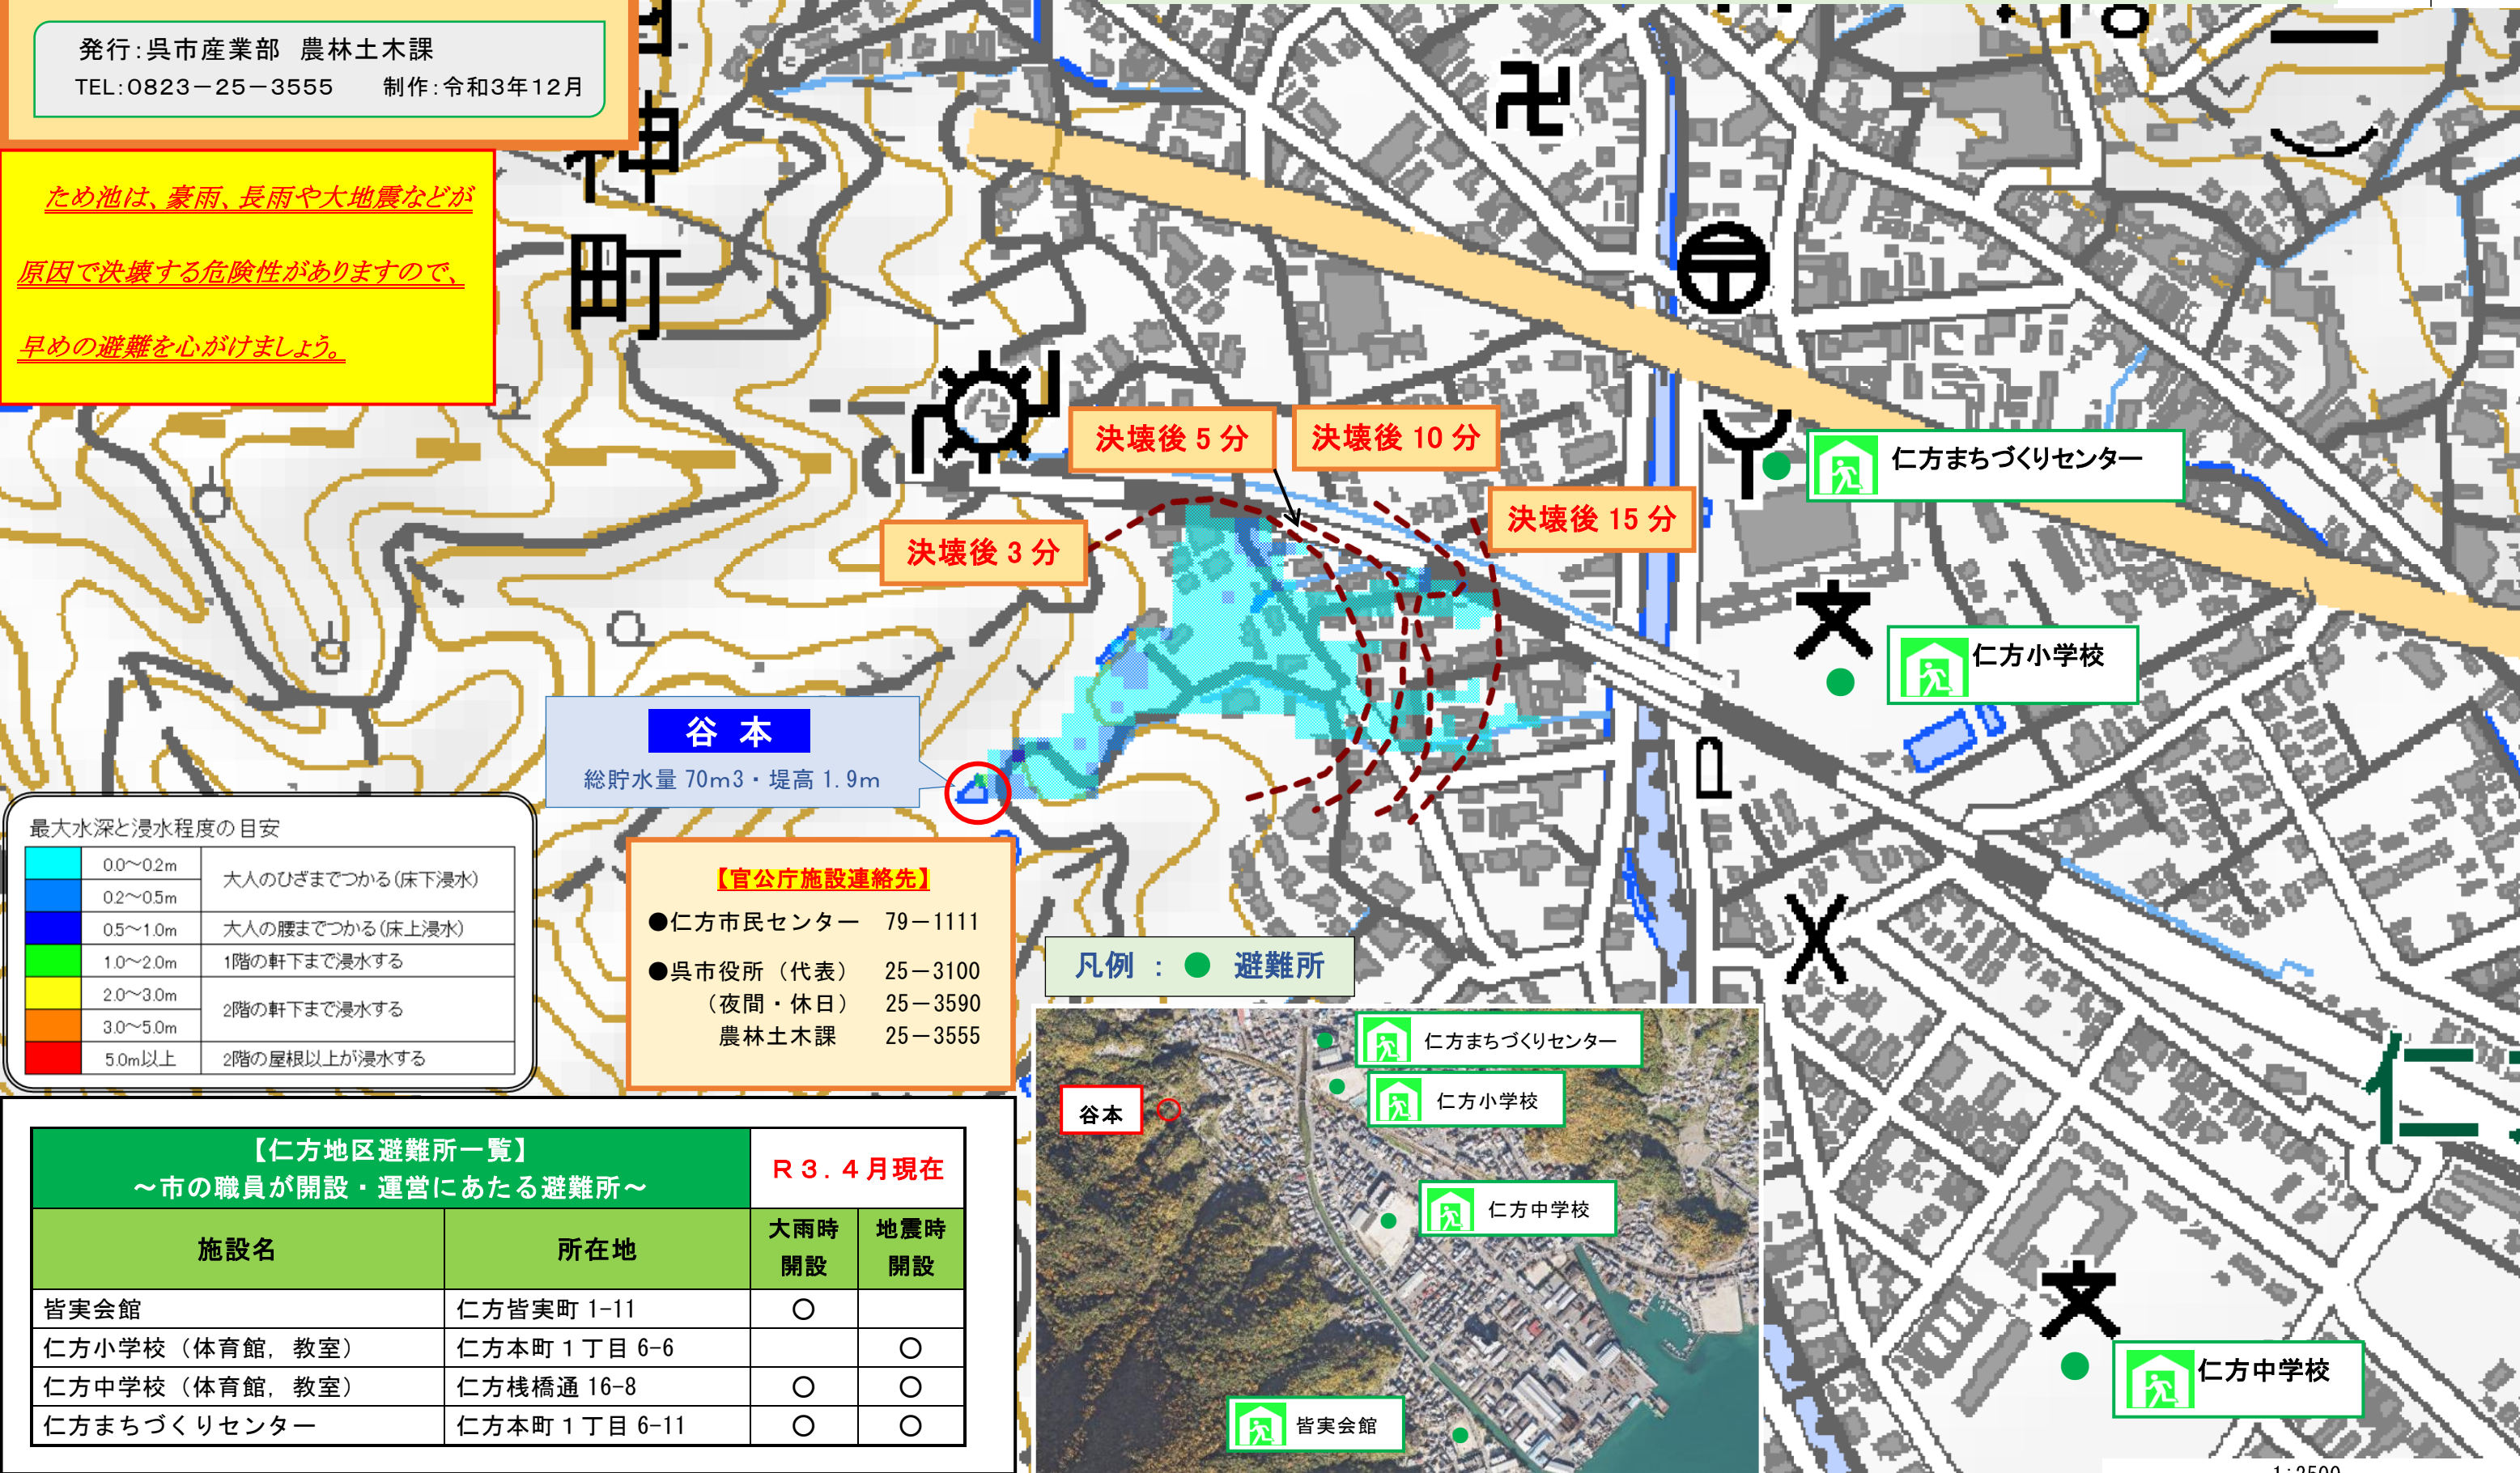 発行:呉市産業部 農林土木課
TEL:0823-25-3555 制作:令和3年12月
ため池は、豪雨、長雨や大地震などが
原因で決壊する危険性がありますので、
早めの避難を心がけましょう。
神
町
決壊後 5 分
決壊後 10 分
決壊後 15 分
決壊後 3 分
仁方まちづくりセンター
仁方小学校
谷 本
総貯水量 70m3・堤高 1.9m
最大水深と浸水程度の目安
0.0~0.2m
大人のひざまでつかる(床下浸水)
0.2~0.5m
0.5~1.0m 大人の腰までつかる(床上浸水)
1.0~2.0m 1階の軒下まで浸水する
2.0~3.0m
2階の軒下まで浸水する
3.0~5.0m
5.0m以上 2階の屋根以上が浸水する
【官公庁施設連絡先】
●仁方市民センター 79-1111
●呉市役所(代表) 25-3100
(夜間・休日) 25-3590
農林土木課 25-3555
凡例 : ● 避難所
仁方まちづくりセンター
仁方小学校
谷本
仁方中学校
皆実会館
仁
仁方中学校
【仁方地区避難所一覧】
~市の職員が開設・運営にあたる避難所~
R3.4月現在
施設名 所在地 大雨時開設 地震時開設
皆実会館 仁方皆実町 1-11 ○
仁方小学校(体育館,教室) 仁方本町1丁目 6-6 ○
仁方中学校(体育館,教室) 仁方桟橋通 16-8 ○ ○
仁方まちづくりセンター 仁方本町1丁目 6-11 ○ ○